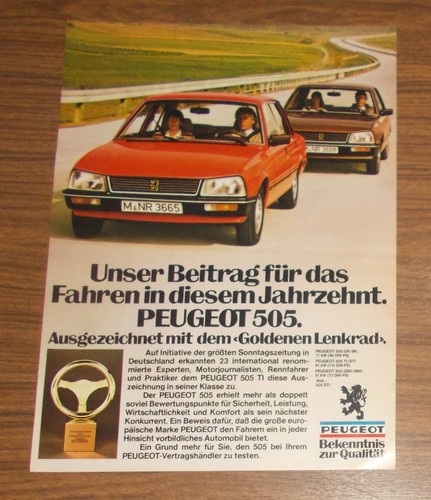 M NR 3665
Unser Beitrag für das
Fahren in diesem Jahrzehnt.
PEUGEOT 505.
Ausgezeichnet mit dem ‹Goldenen Lenkrad›.
Auf Initiative der größten Sonntagszeitung in
Deutschland erkannten 23 international renom-
mierte Experten, Motorjournalisten, Rennfahrer
und Praktiker dem PEUGEOT 505 TI diese Aus-
zeichnung in seiner Klasse zu.
Der PEUGEOT 505 erhielt mehr als doppelt
soviel Bewertungspunkte für Sicherheit, Leistung,
Wirtschaftlichkeit und Komfort als sein nächster
Konkurrent. Ein Beweis dafür, daß die große euro-
päische Marke PEUGEOT den Fahrern ein in jeder
Hinsicht vorbildliches Automobil bietet.
Ein Grund mehr für Sie, den 505 bei Ihrem
PEUGEOT-Vertragshändler zu testen.
PEUGEOT
Bekenntnis
zur Qualität